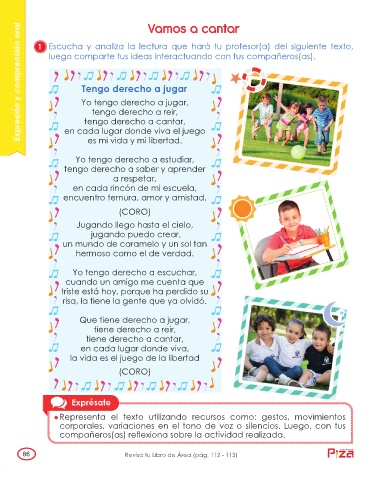 Expresión y comprensión oral
Vamos a cantar
1 Escucha y analiza la lectura que hará tu profesor(a) del siguiente texto,
luego comparte tus ideas interactuando con tus compañeros(as).
Tengo derecho a jugar
Yo tengo derecho a jugar,
tengo derecho a reír,
tengo derecho a cantar,
en cada lugar donde viva el juego
es mi vida y mi libertad.
Yo tengo derecho a estudiar,
tengo derecho a saber y aprender
a respetar,
en cada rincón de mi escuela,
encuentro ternura, amor y amistad.
(CORO)
Jugando llego hasta el cielo,
jugando puedo crear,
un mundo de caramelo y un sol tan
hermoso como el de verdad.
Yo tengo derecho a escuchar,
cuando un amigo me cuenta que
triste está hoy, porque ha perdido su
risa, la tiene la gente que ya olvidó.
Que tiene derecho a jugar,
tiene derecho a reír,
tiene derecho a cantar,
en cada lugar donde viva,
la vida es el juego de la libertad
(CORO)
Exprésate
• Representa el texto utilizando recursos como: gestos, movimientos
corporales, variaciones en el tono de voz o silencios. Luego, con tus
compañeros(as) reflexiona sobre la actividad realizada.
86
Revisa tu Libro de Área (pág. 112 - 113)
Piza